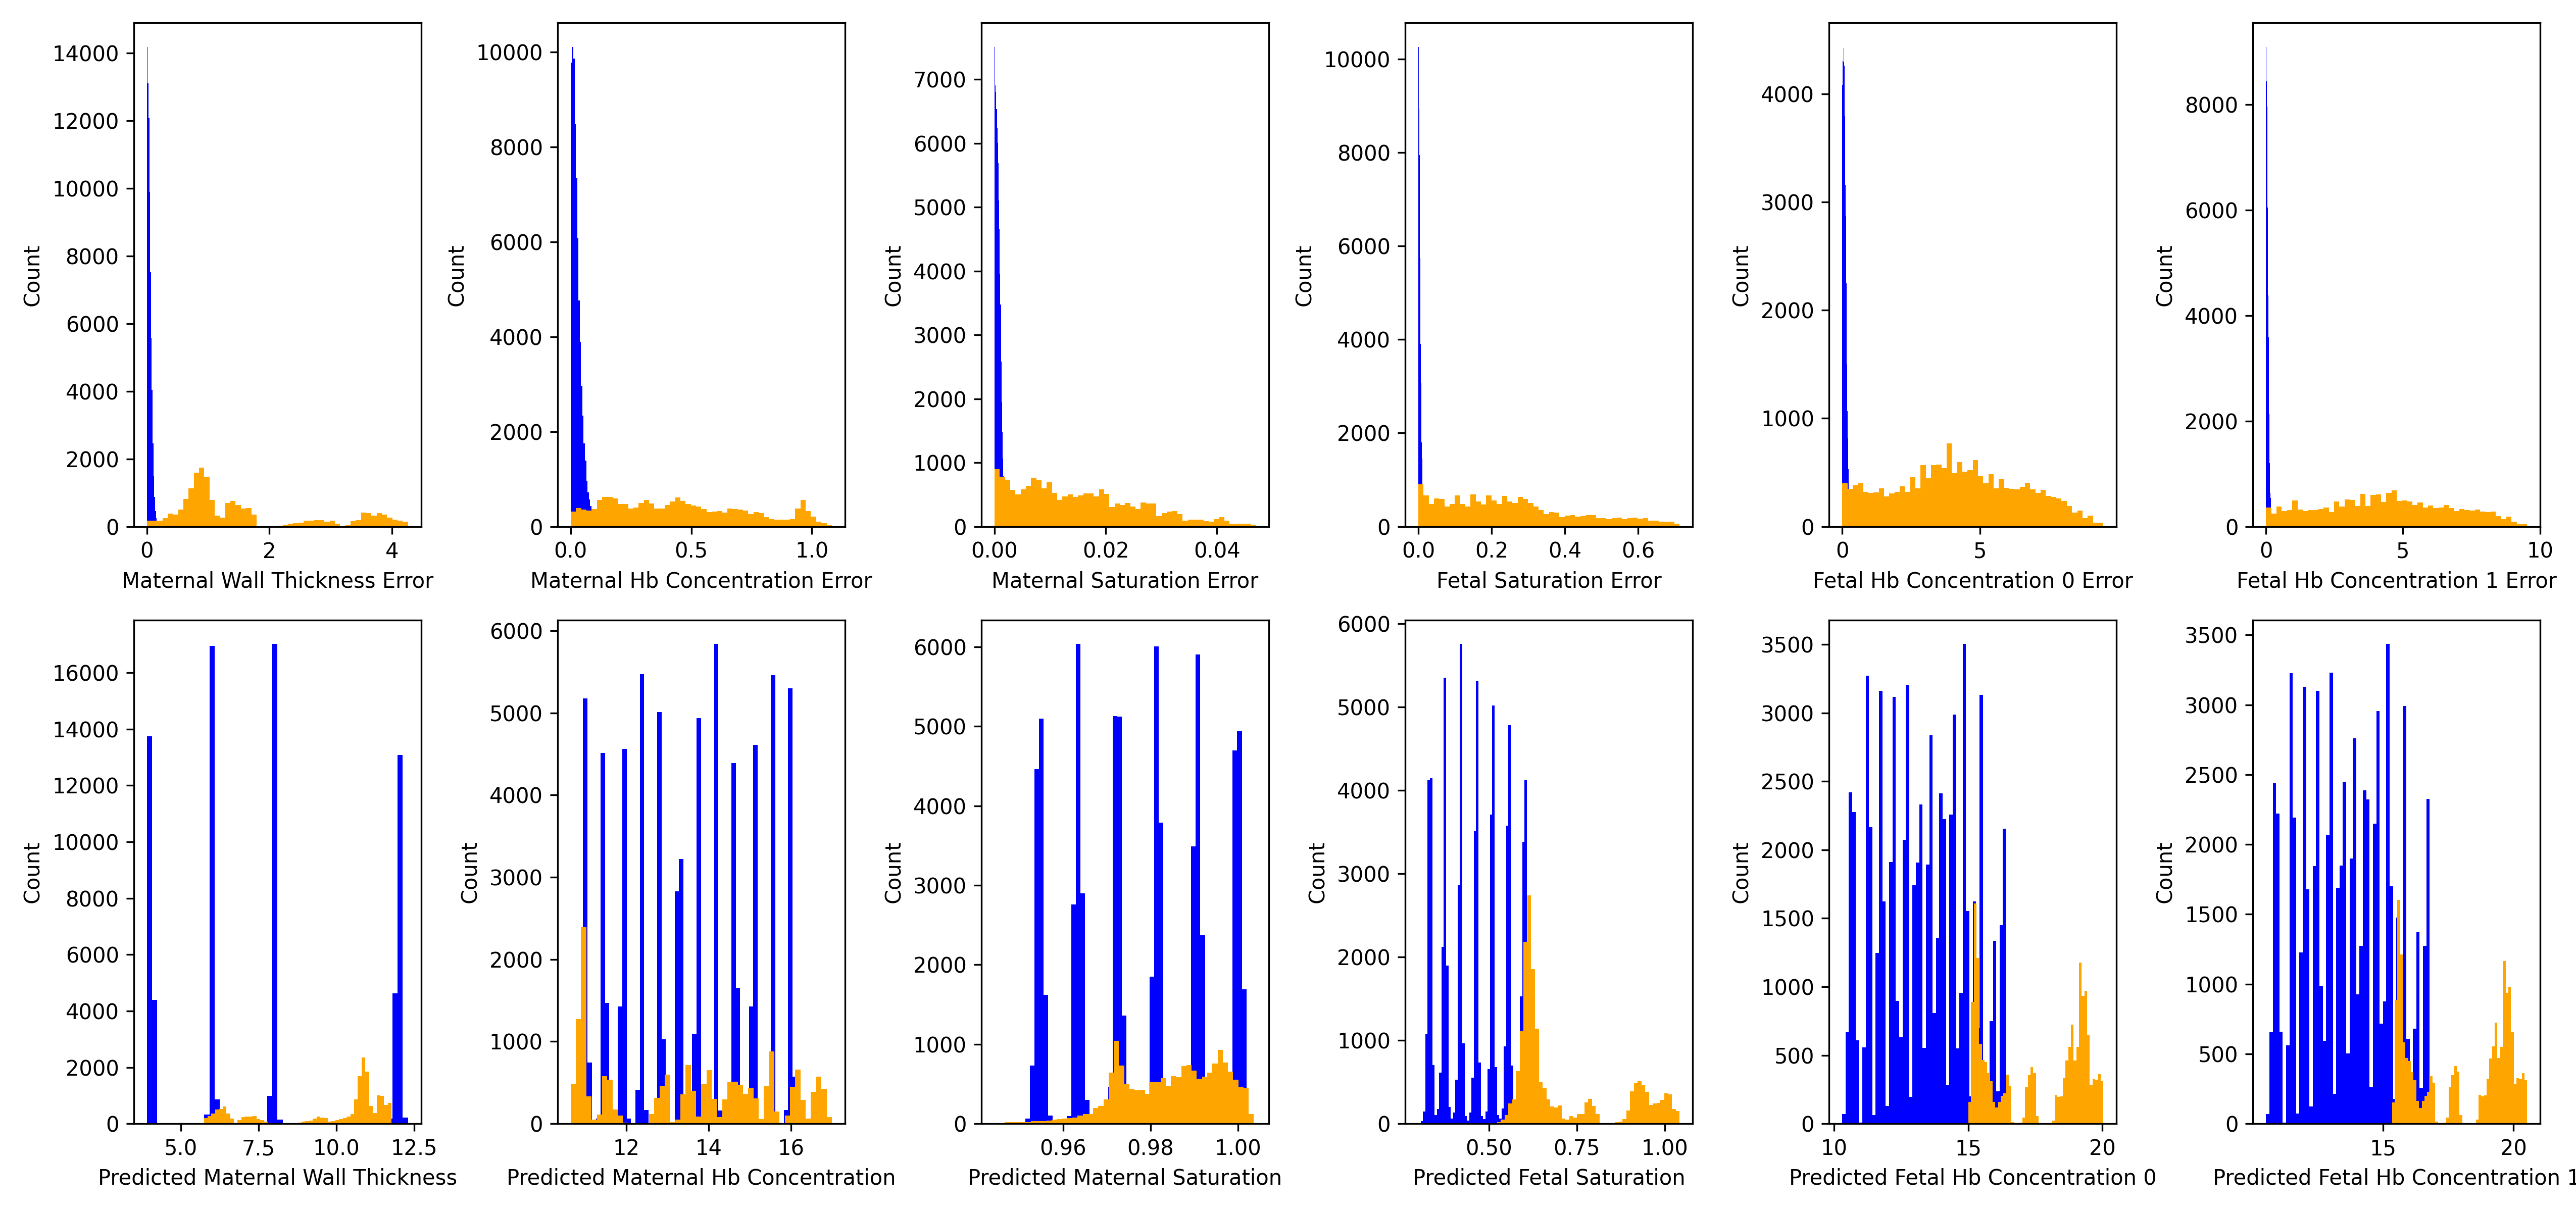 14000
12000
10000
8000
6000
4000
2000
0
Count
0 2 4
Maternal Wall Thickness Error
10000
8000
6000
4000
2000
0
Count
0.0 0.5 1.0
Maternal Hb Concentration Error
7000
6000
5000
4000
3000
2000
1000
0
Count
0.00 0.02 0.04
Maternal Saturation Error
10000
8000
6000
4000
2000
0
Count
0.0 0.2 0.4 0.6
Fetal Saturation Error
4000
3000
2000
1000
0
Count
0 5
Fetal Hb Concentration 0 Error
8000
6000
4000
2000
0
Count
0 5 10
Fetal Hb Concentration 1 Error
16000
14000
12000
10000
8000
6000
4000
2000
0
Count
5.0 7.5 10.0 12.5
Predicted Maternal Wall Thickness
6000
5000
4000
3000
2000
1000
0
Count
12 14 16
Predicted Maternal Hb Concentration
6000
5000
4000
3000
2000
1000
0
Count
0.96 0.98 1.00
Predicted Maternal Saturation
6000
5000
4000
3000
2000
1000
0
Count
0.50 0.75 1.00
Predicted Fetal Saturation
3500
3000
2500
2000
1500
1000
500
0
Count
10 15 20
Predicted Fetal Hb Concentration 0
3500
3000
2500
2000
1500
1000
500
0
Count
15 20
Predicted Fetal Hb Concentration 1